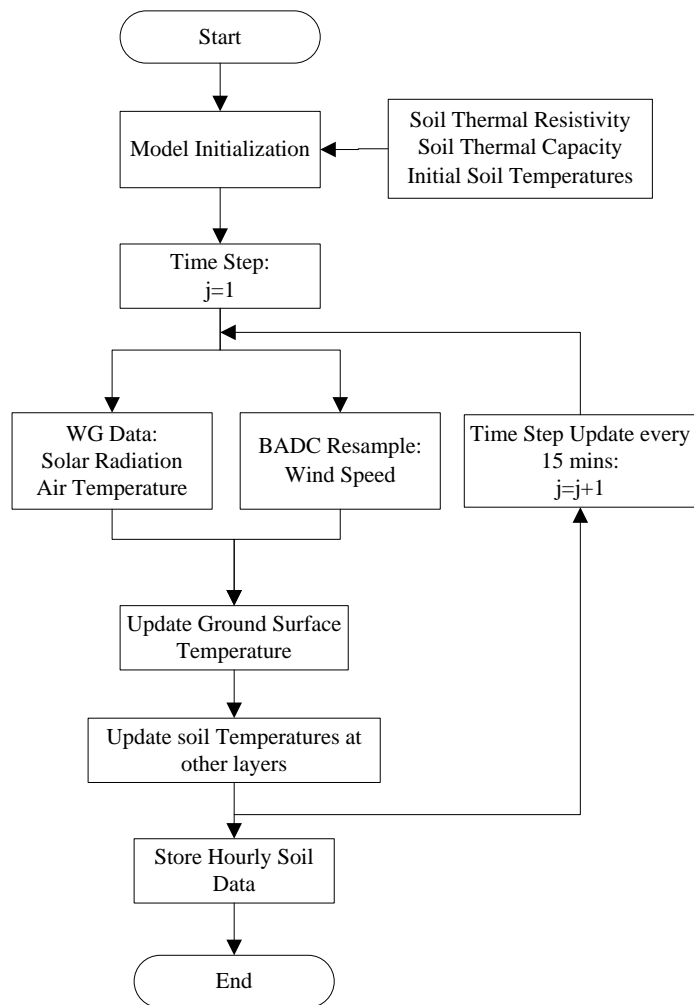 Start
Model Initialization
Soil Thermal Resistivity
Soil Thermal Capacity
Initial Soil Temperatures
Time Step:
j=1
WG Data:
Solar Radiation
Air Temperature
BADC Resample:
Wind Speed
Time Step Update every
15 mins:
j=j+1
Update Ground Surface
Temperature
Update soil Temperatures at
other layers
Store Hourly Soil
Data
End